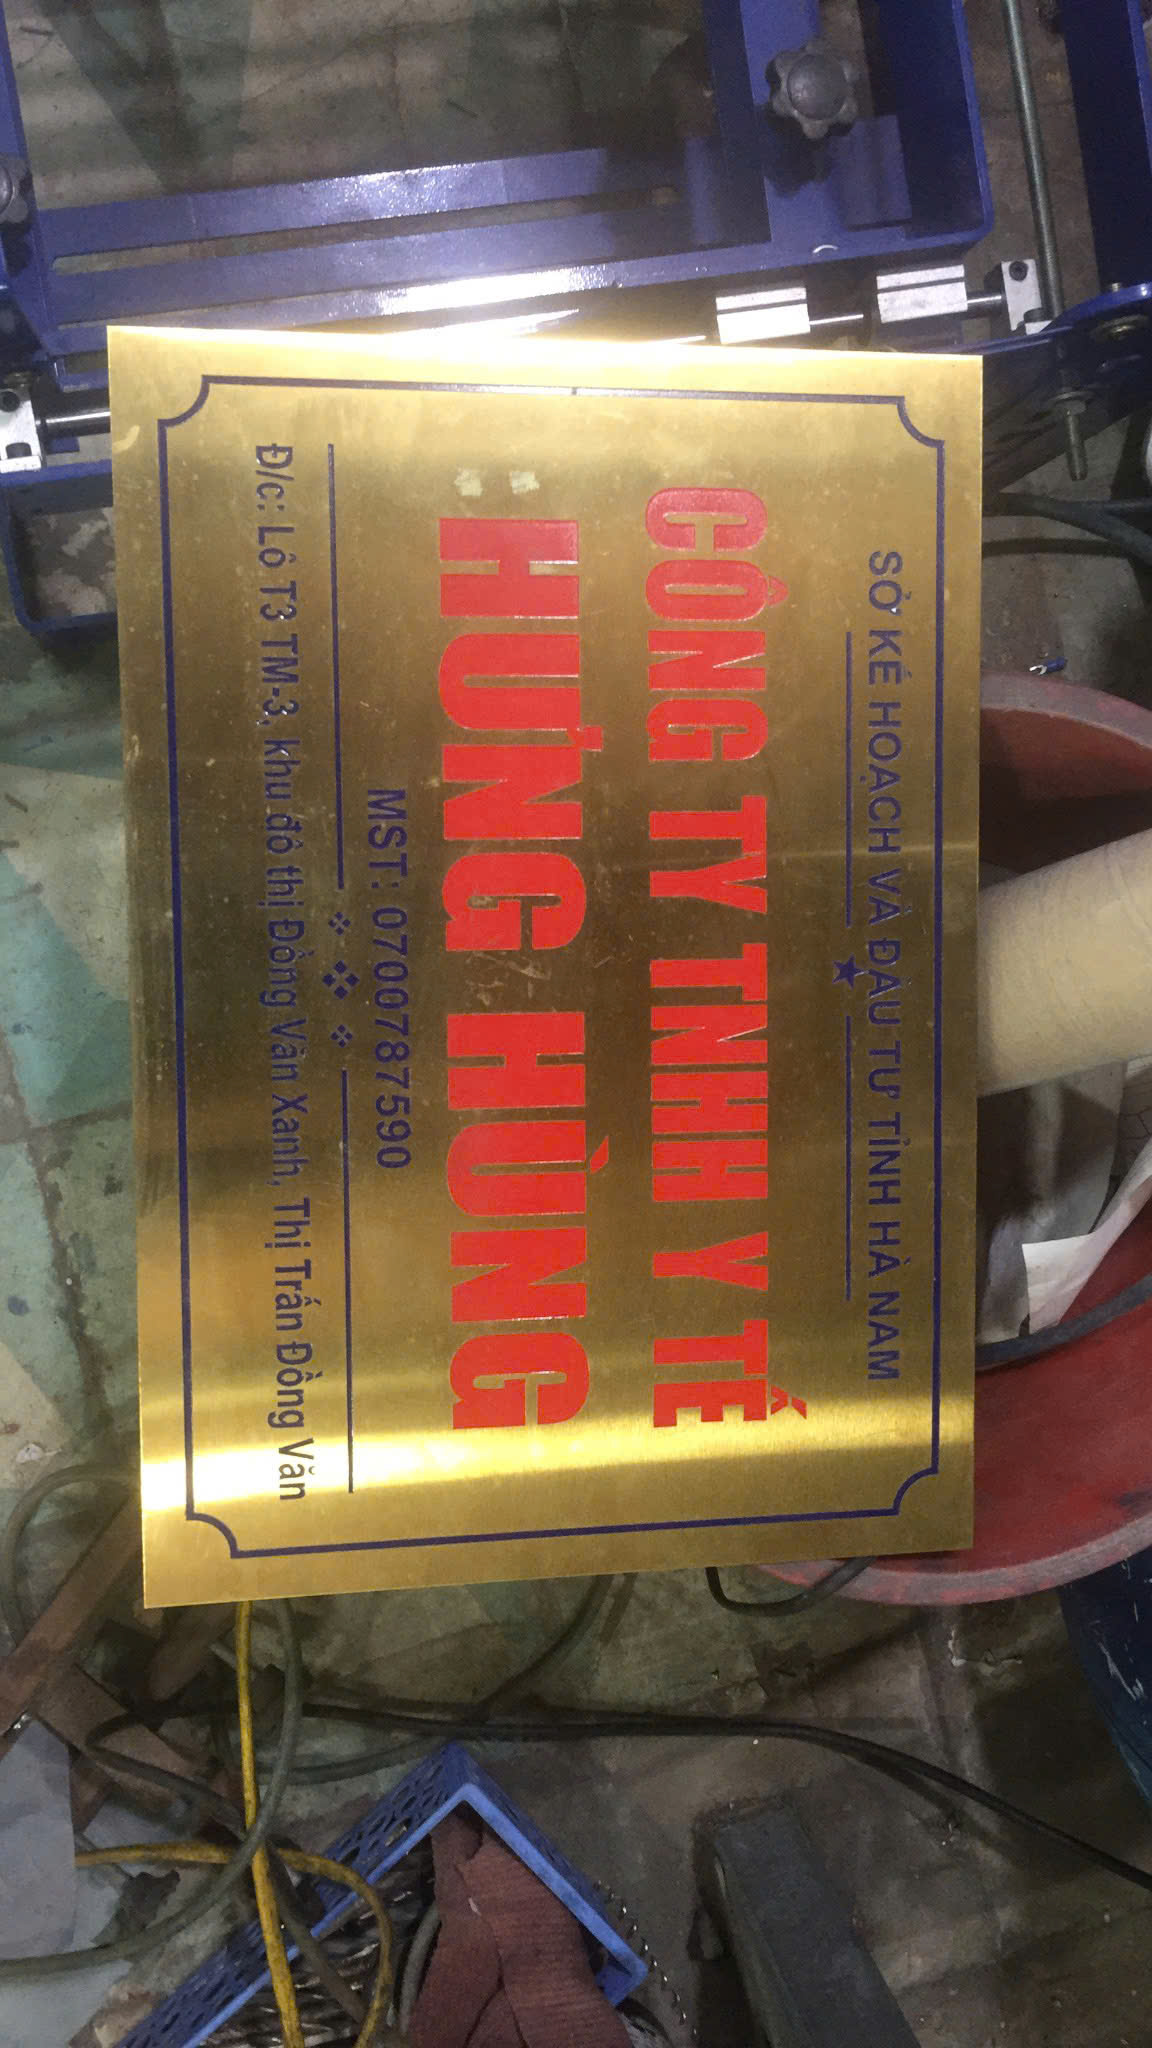 SỞ KẾ HOẠCH VÀ ĐẦU TƯ TỈNH HÀ NAM
CÔNG TY TNHH Y TẾ
HƯNG HÙNG
MST: 0700787590
Đ/c: Lô T3 TM-3, khu đô thị Đồng Văn Xanh, Thị Trấn Đồng Văn